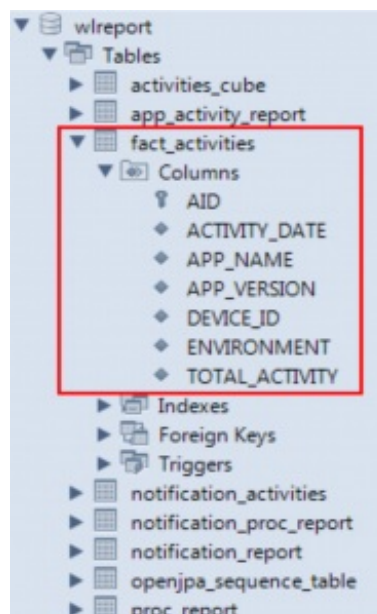 wlreport
Tables
activities_cube
app_activity_report
fact_activities
Columns
AID
ACTIVITY_DATE
APP_NAME
APP_VERSION
DEVICE_ID
ENVIRONMENT
TOTAL_ACTIVITY
Indexes
Foreign Keys
Triggers
notification_activities
notification_proc_report
notification_report
openjpa_sequence_table
proc_report